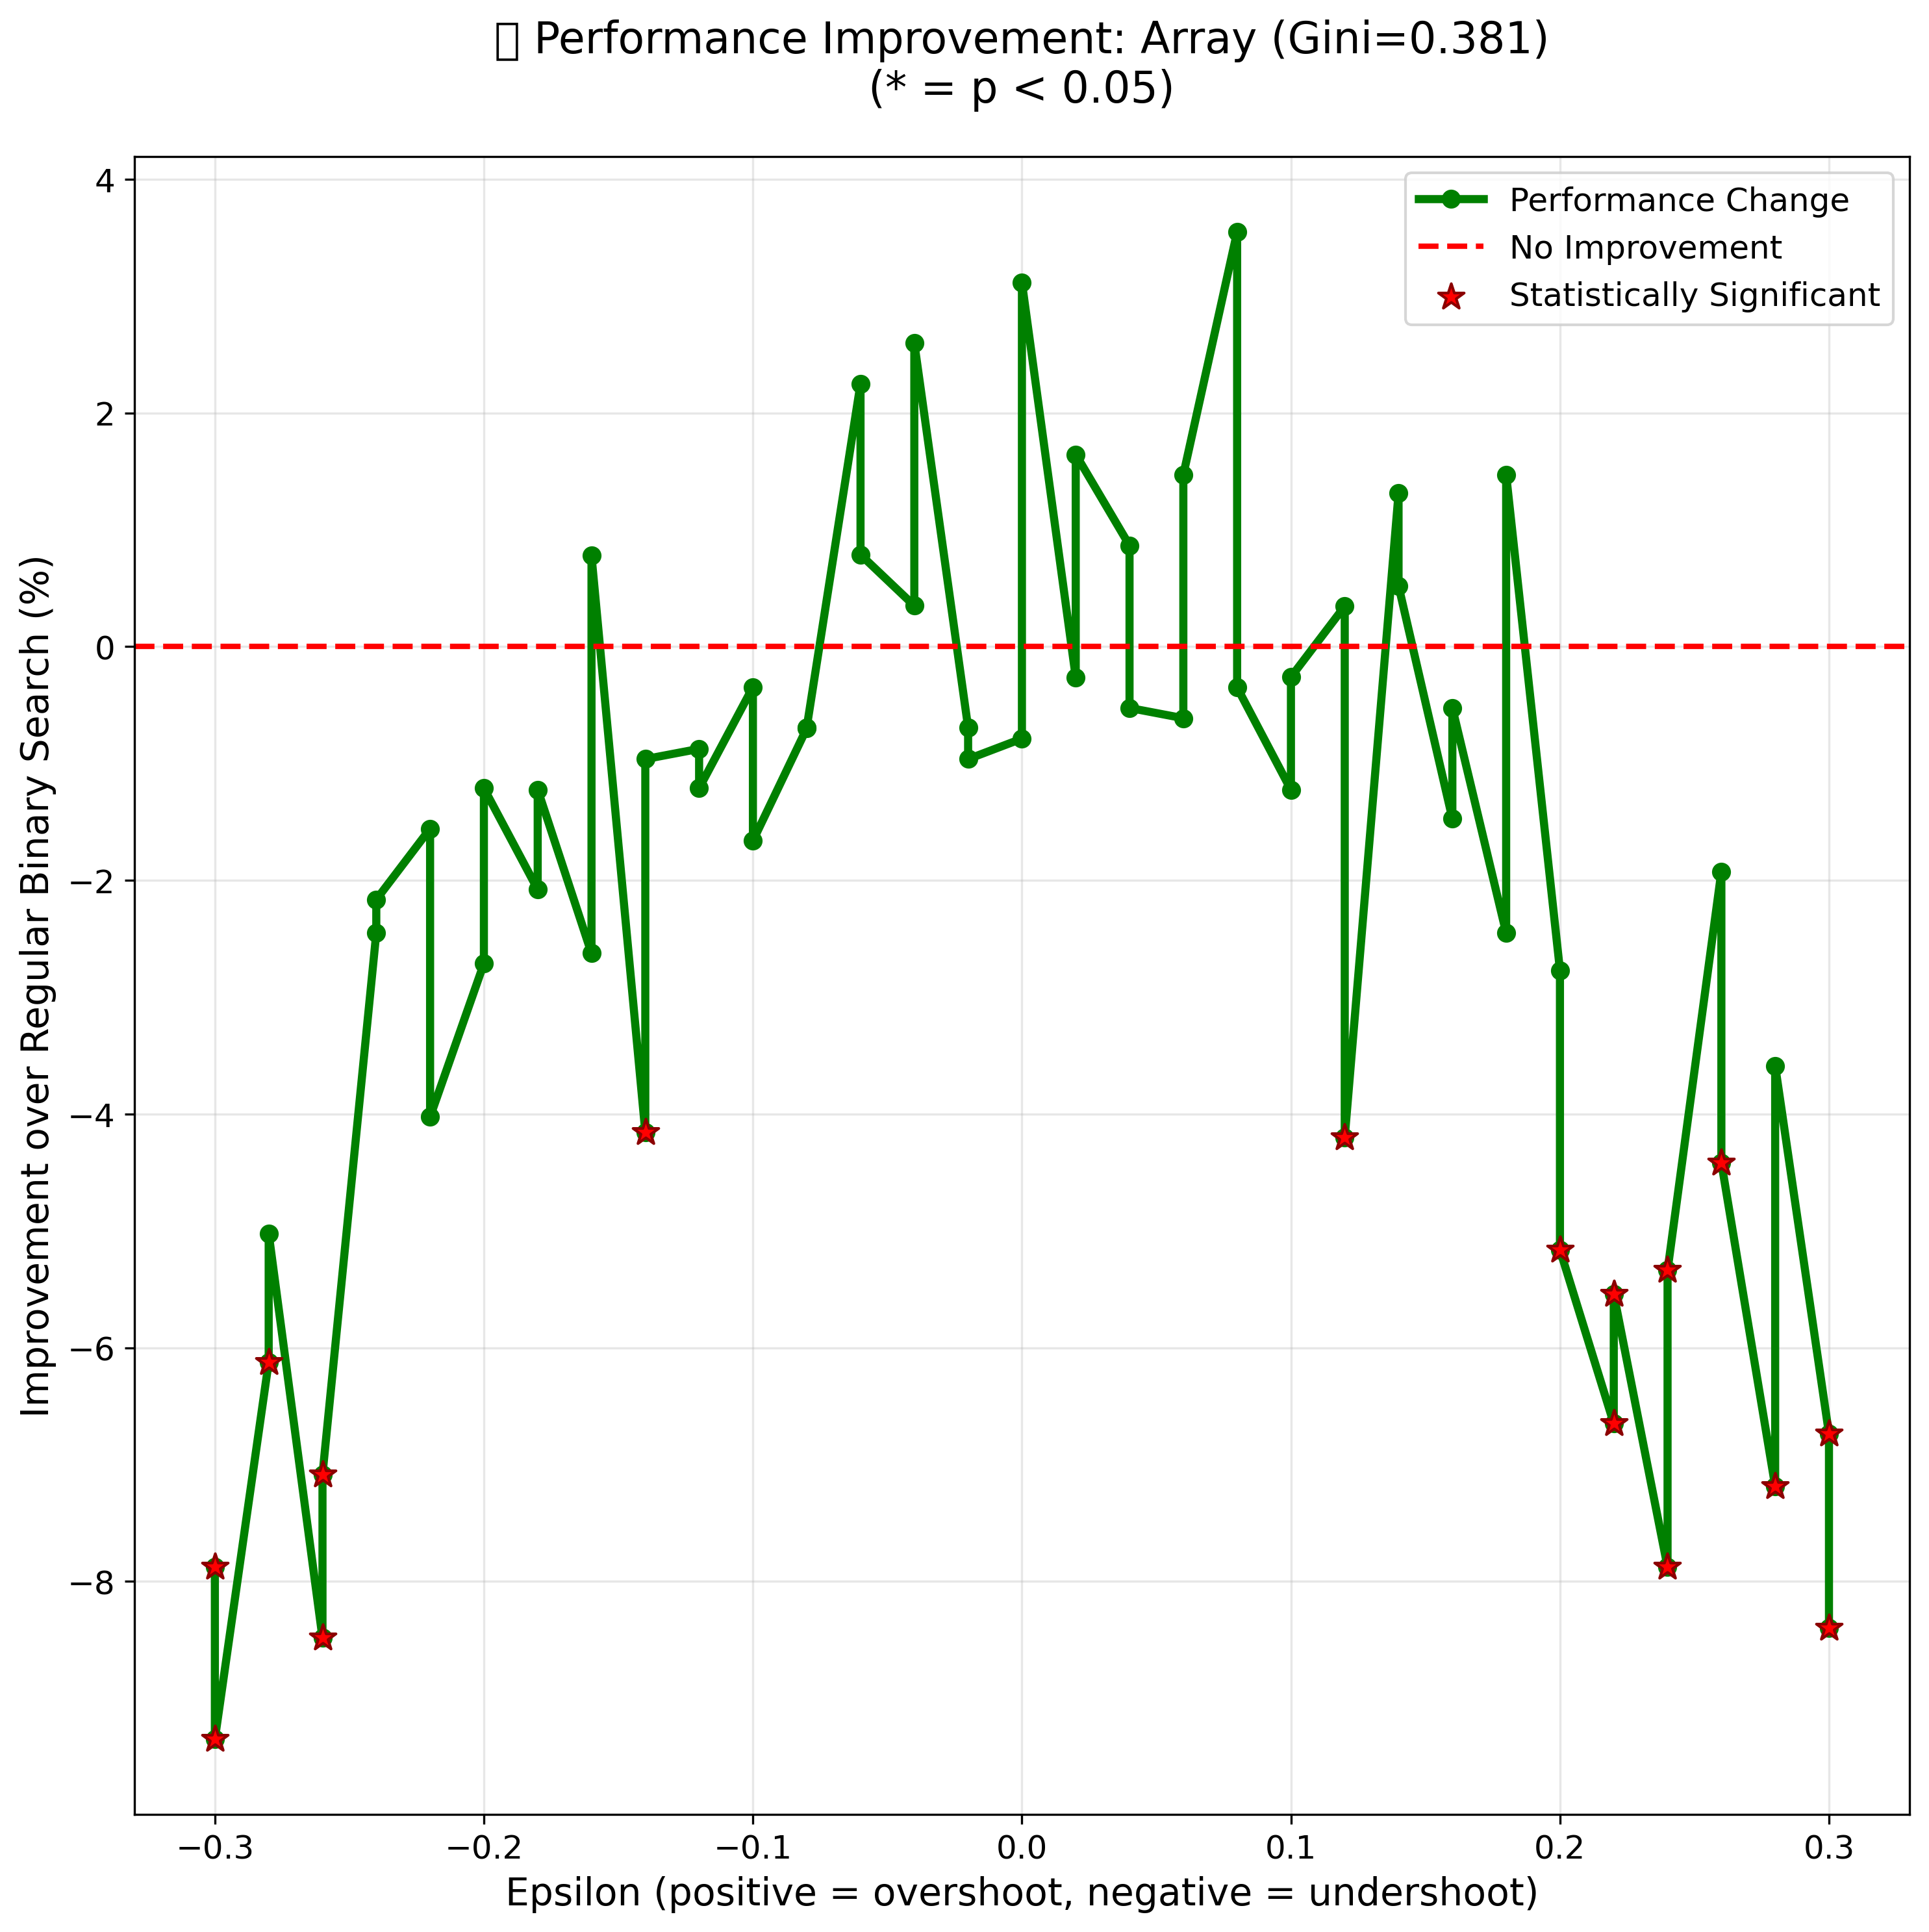 Performance Improvement: Array (Gini=0.381)
(* = p < 0.05)
Performance Change
No Improvement
Statistically Significant
Improvement over Regular Binary Search (%)
4
2
0
−2
−4
−6
−8
−0.3
−0.2
−0.1
0.0
0.1
0.2
0.3
Epsilon (positive = overshoot, negative = undershoot)